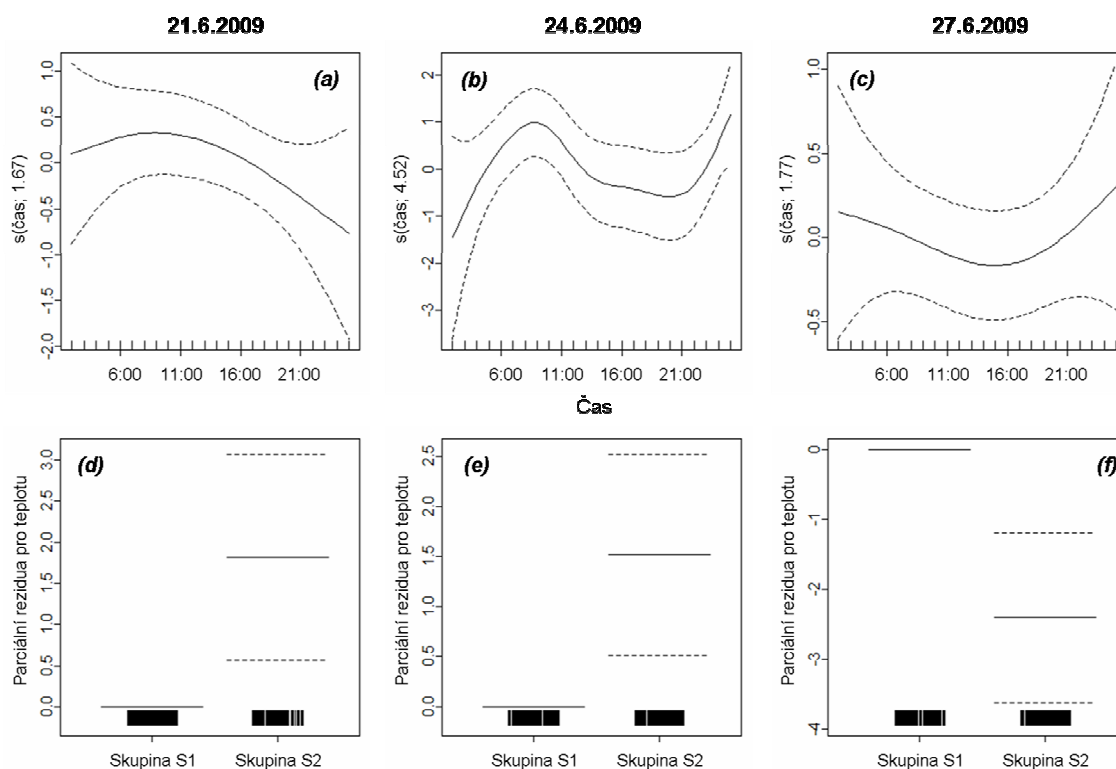 21.6.2009
24.6.2009
27.6.2009
(a)
s(čas; 1.67)
1.0
0.5
0.0
-0.5
-1.0
-1.5
-2.0
6:00 11:00 16:00 21:00
(b)
s(čas; 4.52)
2
1
0
-1
-2
-3
6:00 11:00 16:00 21:00
(c)
s(čas; 1.77)
1.0
0.5
0.0
-0.5
6:00 11:00 16:00 21:00
Čas
(d)
Parciální rezidua pro teplotu
3.0
2.5
2.0
1.5
1.0
0.5
0.0
Skupina S1 Skupina S2
(e)
Parciální rezidua pro teplotu
2.5
2.0
1.5
1.0
0.5
0.0
Skupina S1 Skupina S2
(f)
Parciální rezidua pro teplotu
0
-1
-2
-3
-4
Skupina S1 Skupina S2